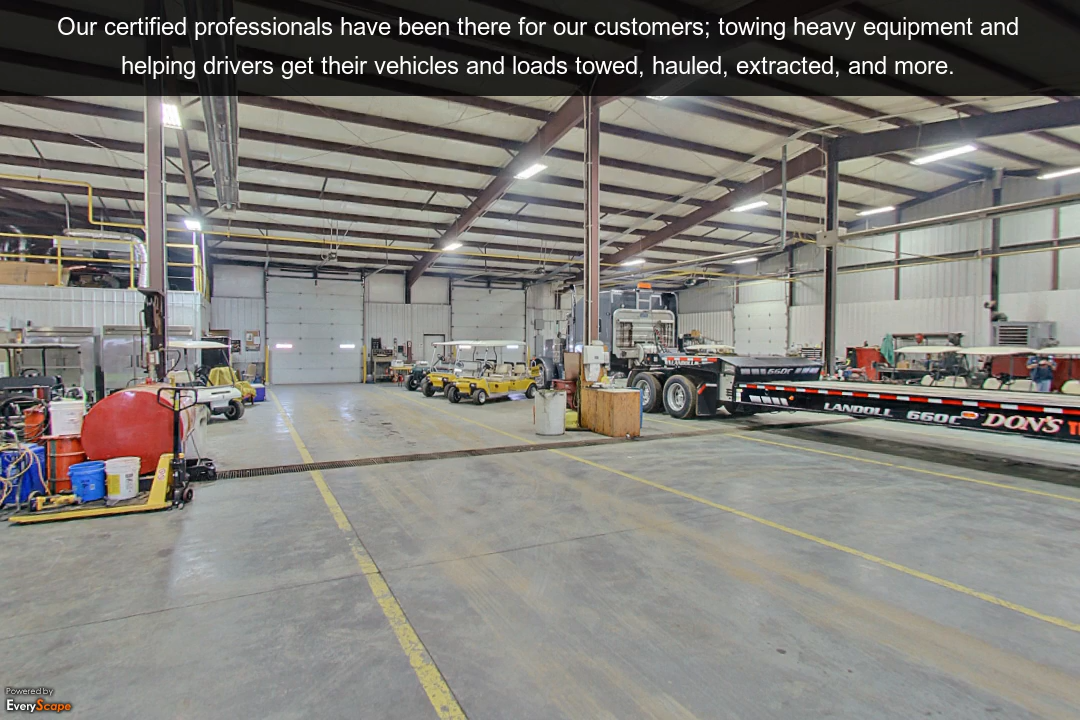 Our certified professionals have been there for our customers; towing heavy equipment and
helping drivers get their vehicles and loads towed, hauled, extracted, and more.
660C
LANDOLL 660C DON'S
Powered by
EveryScape